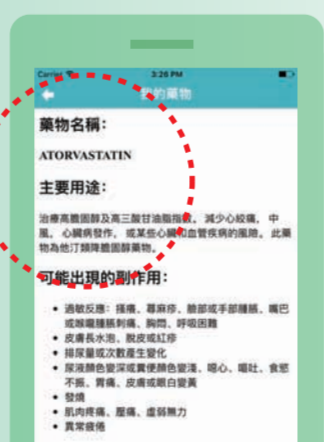 Carrier 3:26 PM
我的藥物
藥物名稱:
ATORVASTATIN
主要用途:
治療高膽固醇及高三酸甘油脂指數。減少心絞痛, 中
風, 心臟病發作, 或某些心臟和血管疾病的風險。此藥
物為他汀類降膽固醇藥物。
可能出現的副作用:
• 過敏反應: 搔癢、蕁麻疹、臉部或手部腫脹、嘴巴
或喉嚨腫脹刺痛、胸悶、呼吸困難
• 皮膚長水泡、脫皮或紅疹
• 排尿量或次數產生變化
• 尿液顏色變深或糞便顏色變淺、噁心、嘔吐、食慾
不振、胃痛、皮膚或眼白變黃
• 發燒
• 肌肉疼痛、壓痛、虛弱無力
• 異常疲倦